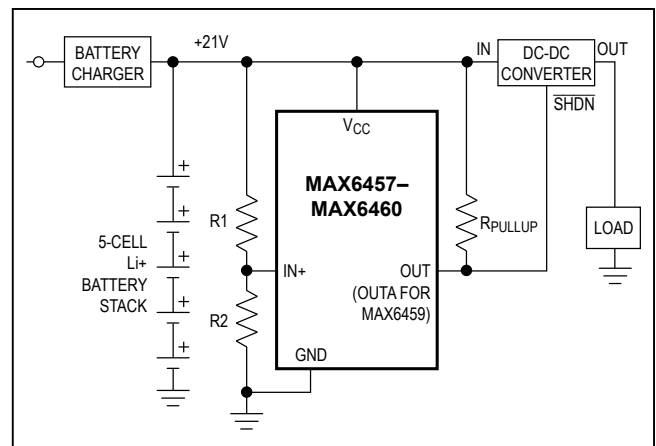 BATTERY
CHARGER
+21V
IN
DC-DC
CONVERTER
OUT
SHDN
VCC
MAX6457–
MAX6460
R1
RPULLUP
LOAD
5-CELL
Li+
BATTERY
STACK
+
+
+
+
+
IN+
OUT
(OUTA FOR
MAX6459)
R2
GND